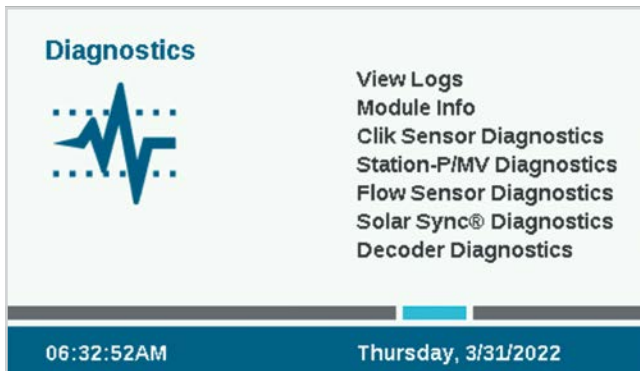 Diagnostics
View Logs
Module Info
Clik Sensor Diagnostics
Station-P/MV Diagnostics
Flow Sensor Diagnostics
Solar Sync® Diagnostics
Decoder Diagnostics
06:32:52AM
Thursday, 3/31/2022